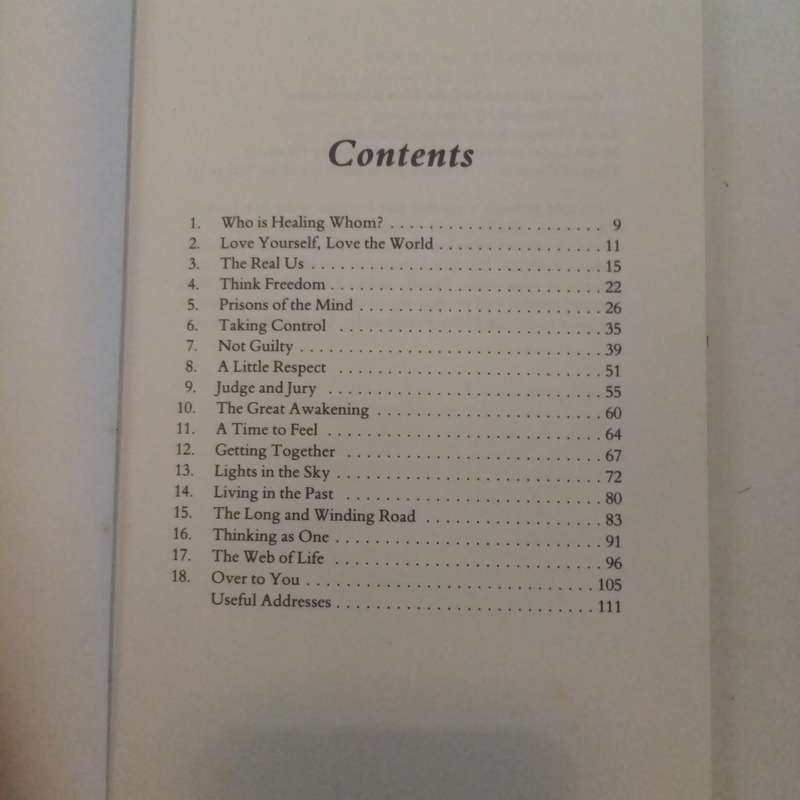 Contents
1. Who is Healing Whom? . . . . . . . . . . . . . . . . . . . . . . 9
2. Love Yourself, Love the World . . . . . . . . . . . . . . . . . 11
3. The Real Us . . . . . . . . . . . . . . . . . . . . . . . . . . . . . . 15
4. Think Freedom . . . . . . . . . . . . . . . . . . . . . . . . . . . . 22
5. Prisons of the Mind . . . . . . . . . . . . . . . . . . . . . . . . . 26
6. Taking Control . . . . . . . . . . . . . . . . . . . . . . . . . . . 35
7. Not Guilty . . . . . . . . . . . . . . . . . . . . . . . . . . . . . . . 39
8. A Little Respect . . . . . . . . . . . . . . . . . . . . . . . . . . . 51
9. Judge and Jury . . . . . . . . . . . . . . . . . . . . . . . . . . . . 55
10. The Great Awakening . . . . . . . . . . . . . . . . . . . . . . . 60
11. A Time to Feel . . . . . . . . . . . . . . . . . . . . . . . . . . . . 64
12. Getting Together . . . . . . . . . . . . . . . . . . . . . . . . . . 67
13. Lights in the Sky . . . . . . . . . . . . . . . . . . . . . . . . . . . 72
14. Living in the Past . . . . . . . . . . . . . . . . . . . . . . . . . . 80
15. The Long and Winding Road . . . . . . . . . . . . . . . . . . 83
16. Thinking as One . . . . . . . . . . . . . . . . . . . . . . . . . . . 91
17. The Web of Life . . . . . . . . . . . . . . . . . . . . . . . . . . . 96
18. Over to You . . . . . . . . . . . . . . . . . . . . . . . . . . . . . . 105
Useful Addresses . . . . . . . . . . . . . . . . . . . . . . . . . . . 111